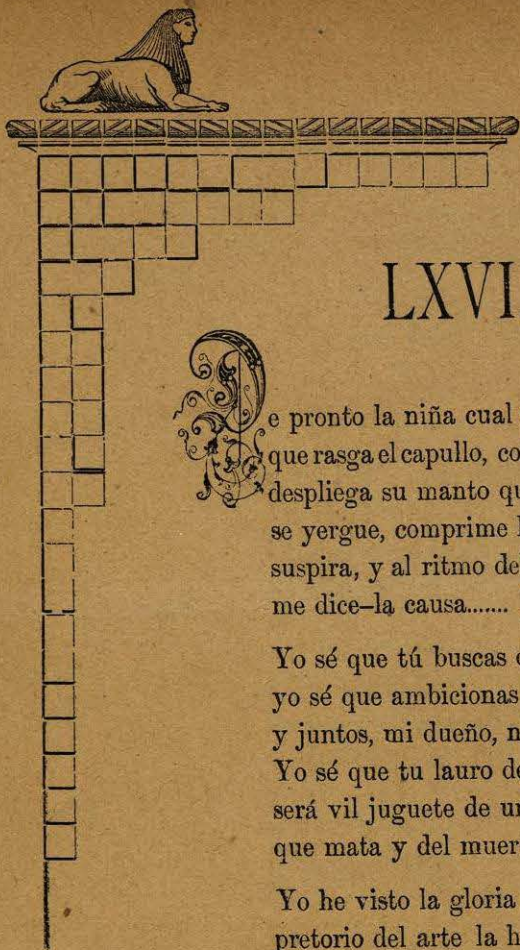 LXVI
De pronto la niña cual
que rasga el capullo, co
despliega su manto qu
se yergue, comprime l
suspira, y al ritmo de
me dice–la causa.......
Yo sé que tú buscas
yo sé que ambicionas
y juntos, mi dueño, n
Yo sé que tu lauro de
será vil juguete de un
que mata y del muer
Yo he visto la gloria
pretorio del arte la h